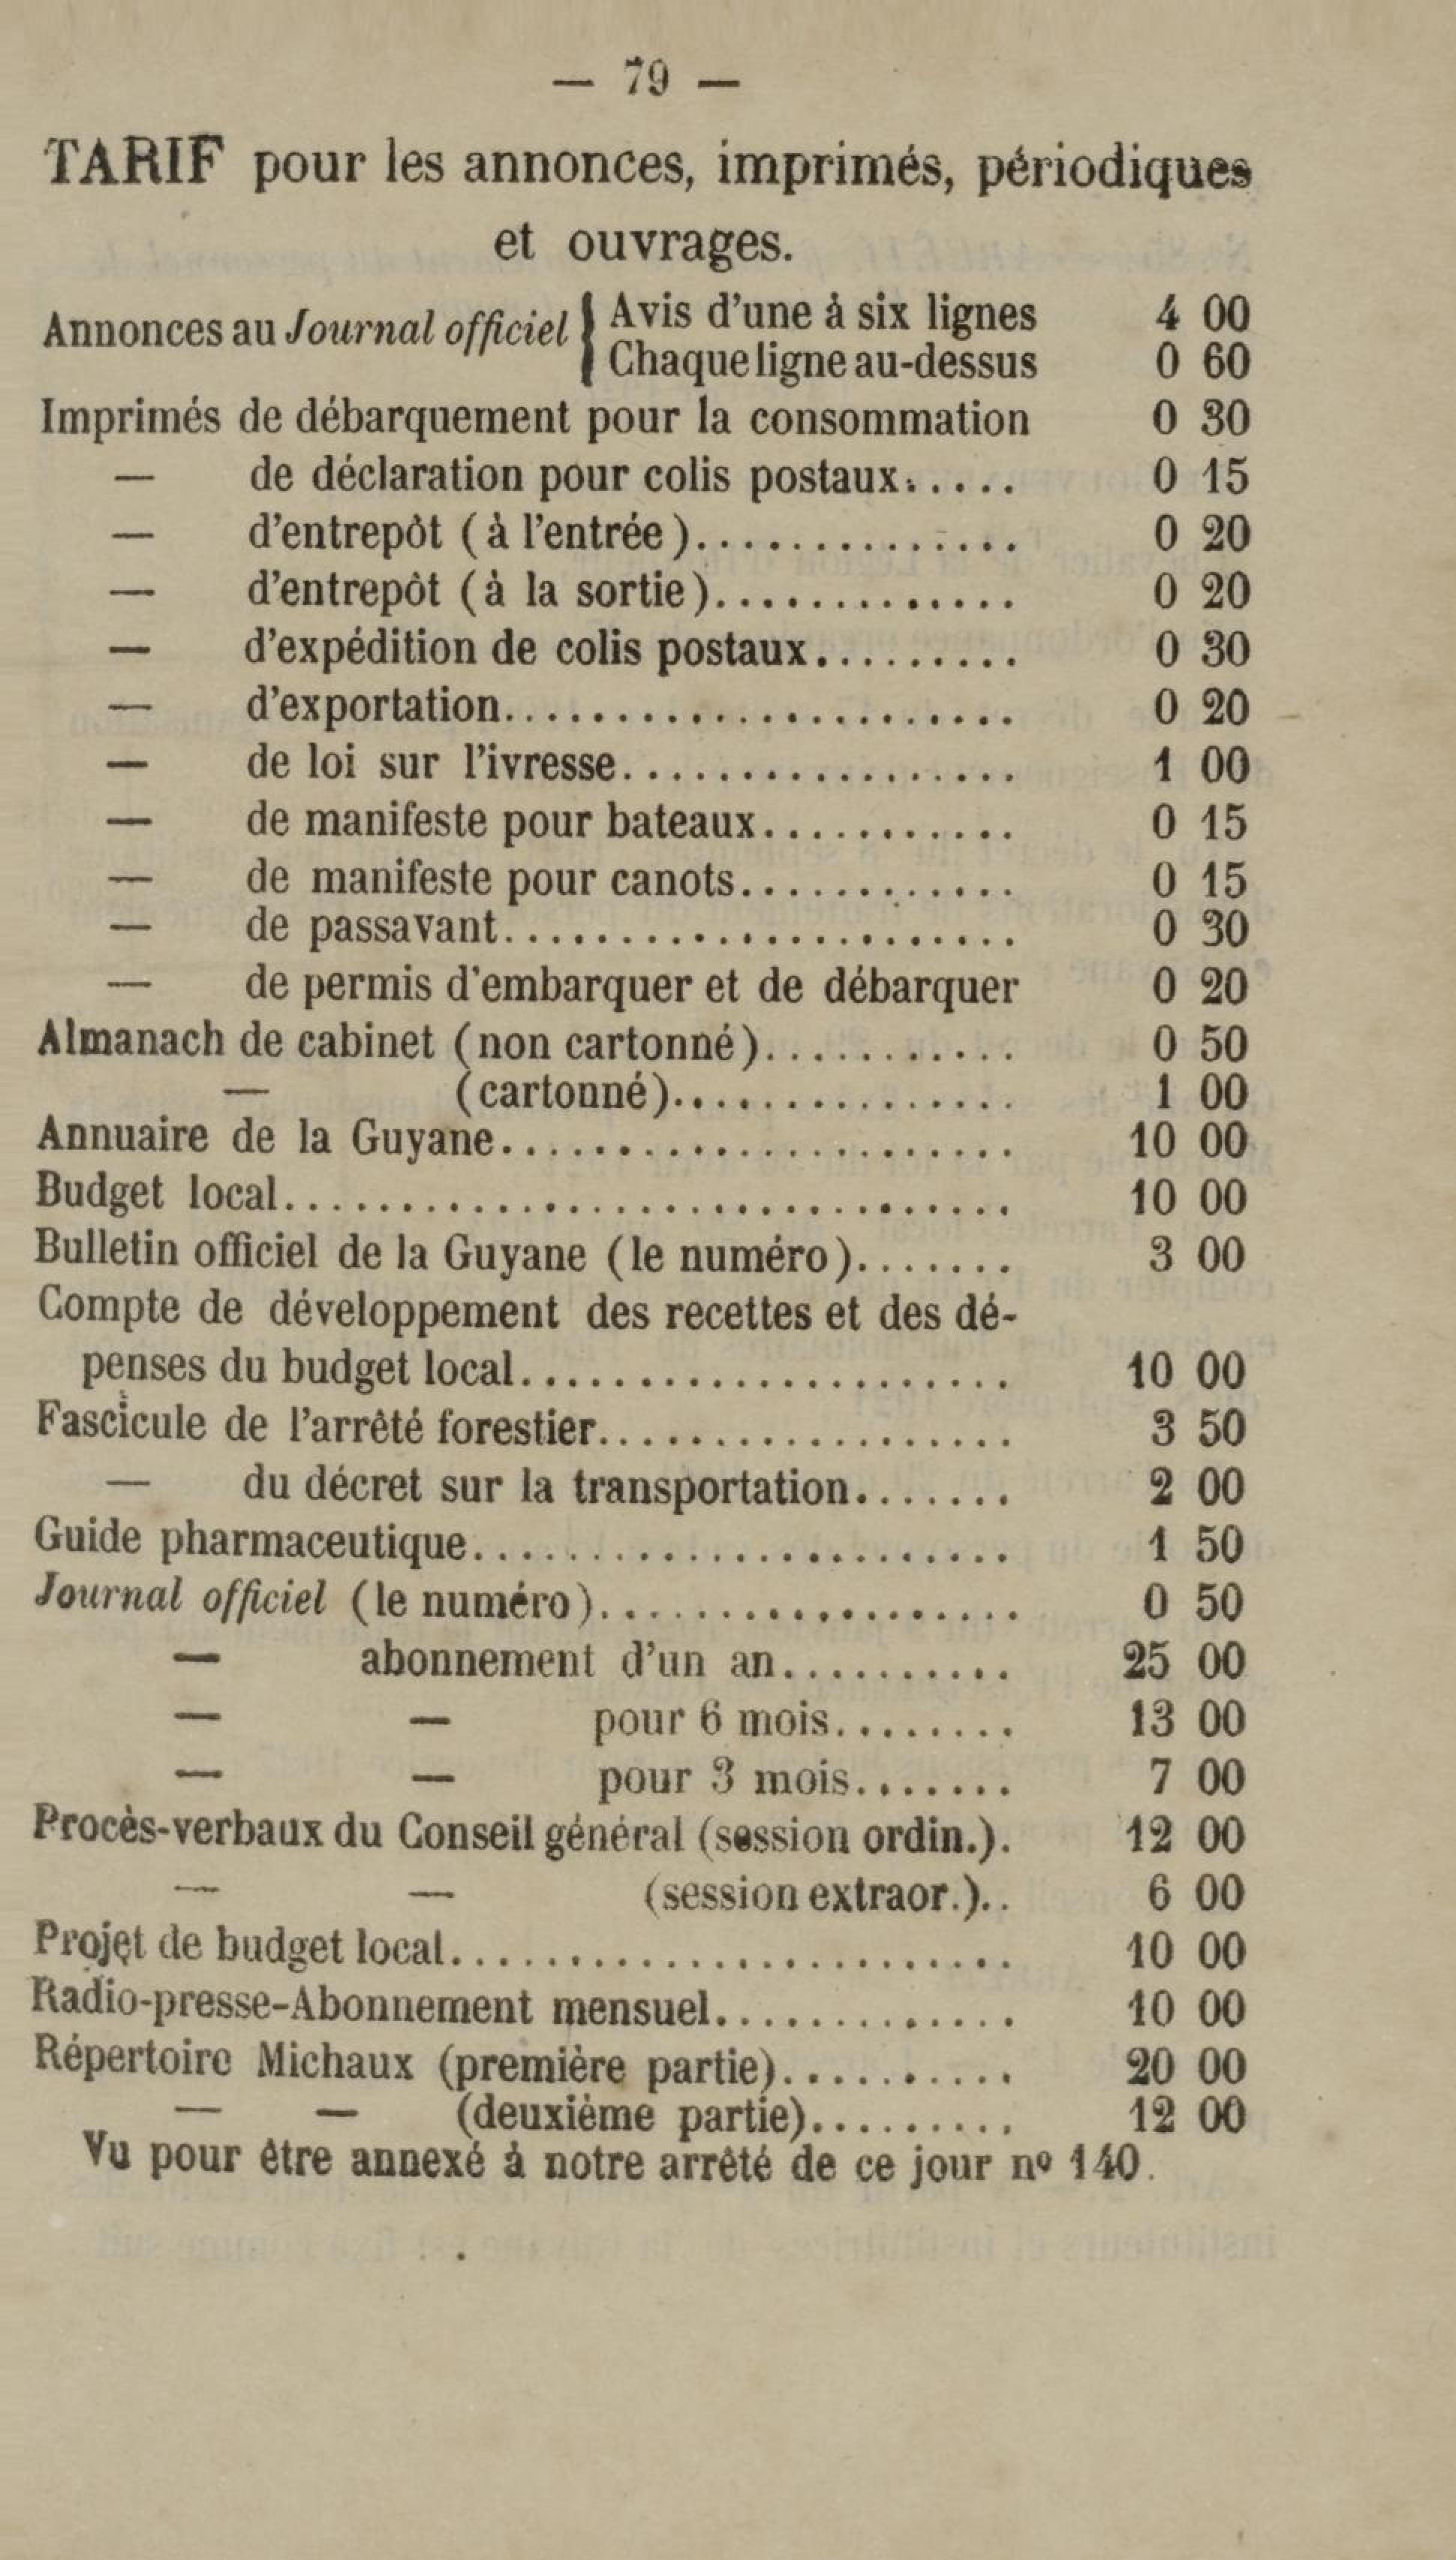 — 79 —
TARIF pour les annonces, imprimés, périodiques
et ouvrages.
Annonces au Journal officiel { Avis d'une à six lignes 4 00
Chaque ligne au-dessus 0 60
Imprimés de débarquement pour la consommation 0 30
— de déclaration pour colis postaux...... 0 15
— d'entrepôt (à l'entrée).............. 0 20
— d'entrepôt (à la sortie)............. 0 20
— d'expédition de colis postaux......... 0 30
— d'exportation...................... 0 20
— de loi sur l'ivresse................. 1 00
— de manifeste pour bateaux........... 0 15
— de manifeste pour canots............ 0 15
— de passavant...................... 0 30
— de permis d'embarquer et de débarquer 0 20
Almanach de cabinet (non cartonné)........... 0 50
— (cartonné)............... 1 00
Annuaire de la Guyane...................... 10 00
Budget local............................... 10 00
Bulletin officiel de la Guyane (le numéro)....... 3 00
Compte de développement des recettes et des dé-
penses du budget local..................... 10 00
Fascicule de l'arrêté forestier.................. 3 50
— du décret sur la transportation....... 2 00
Guide pharmaceutique....................... 1 50
Journal officiel (le numéro).................. 0 50
— abonnement d'un an.......... 25 00
— — pour 6 mois........ 13 00
— — pour 3 mois....... 7 00
Procès-verbaux du Conseil général (session ordin.). 12 00
— — (session extraor.).. 6 00
Projet de budget local........................ 10 00
Radio-presse-Abonnement mensuel............. 10 00
Répertoire Michaux (première partie).......... 20 00
— — (deuxième partie)......... 12 00
Vu pour être annexé à notre arrêté de ce jour nº 140.